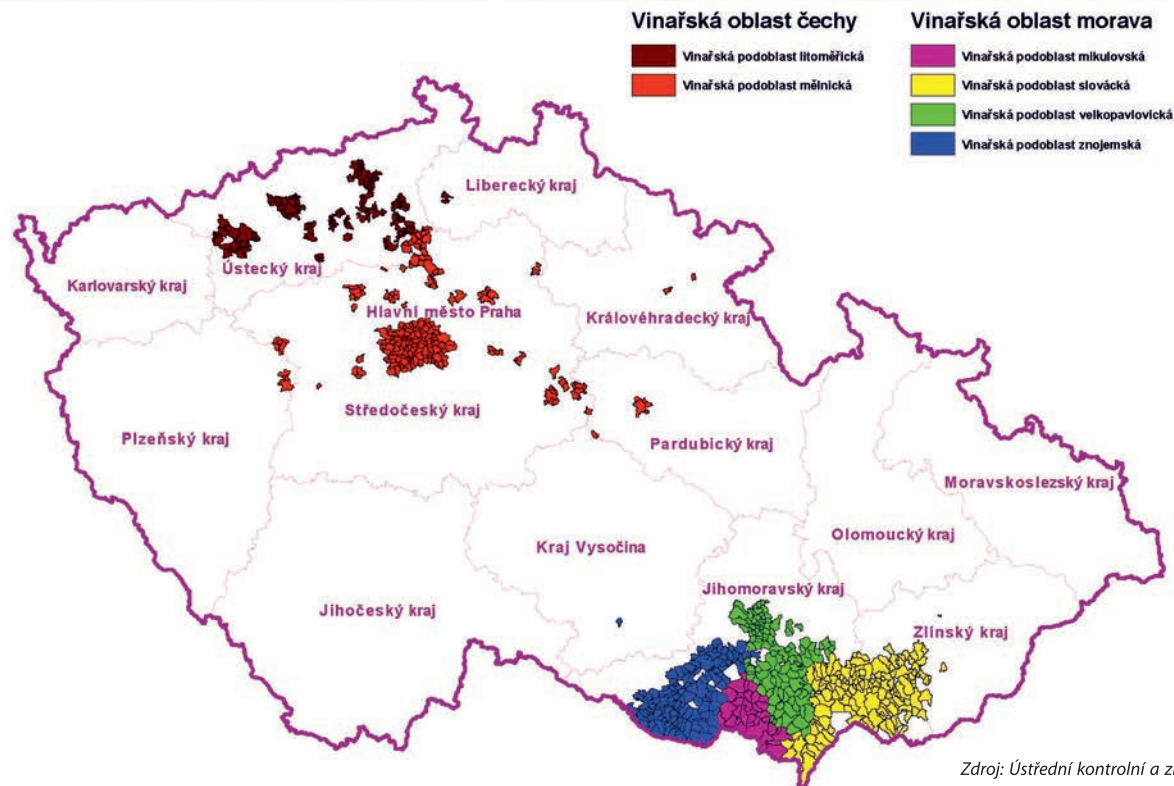 Vinařská oblast čechy
Vinařská podoblast litoměřická
Vinařská podoblast mělnická
Vinařská oblast morava
Vinařská podoblast mikulovská
Vinařská podoblast slovácká
Vinařská podoblast velkopavlovická
Vinařská podoblast znojemská
Liberecký kraj
Ústecký kraj
Karlovarský kraj
Hlavní město Praha
Královéhradecký kraj
Středočeský kraj
Plzeňský kraj
Pardubický kraj
Moravskoslezský kraj
Olomoucký kraj
Kraj Vysočina
Jihomoravský kraj
Jihočeský kraj
Zlínský kraj
Zdroj: Ústřední kontrolní a